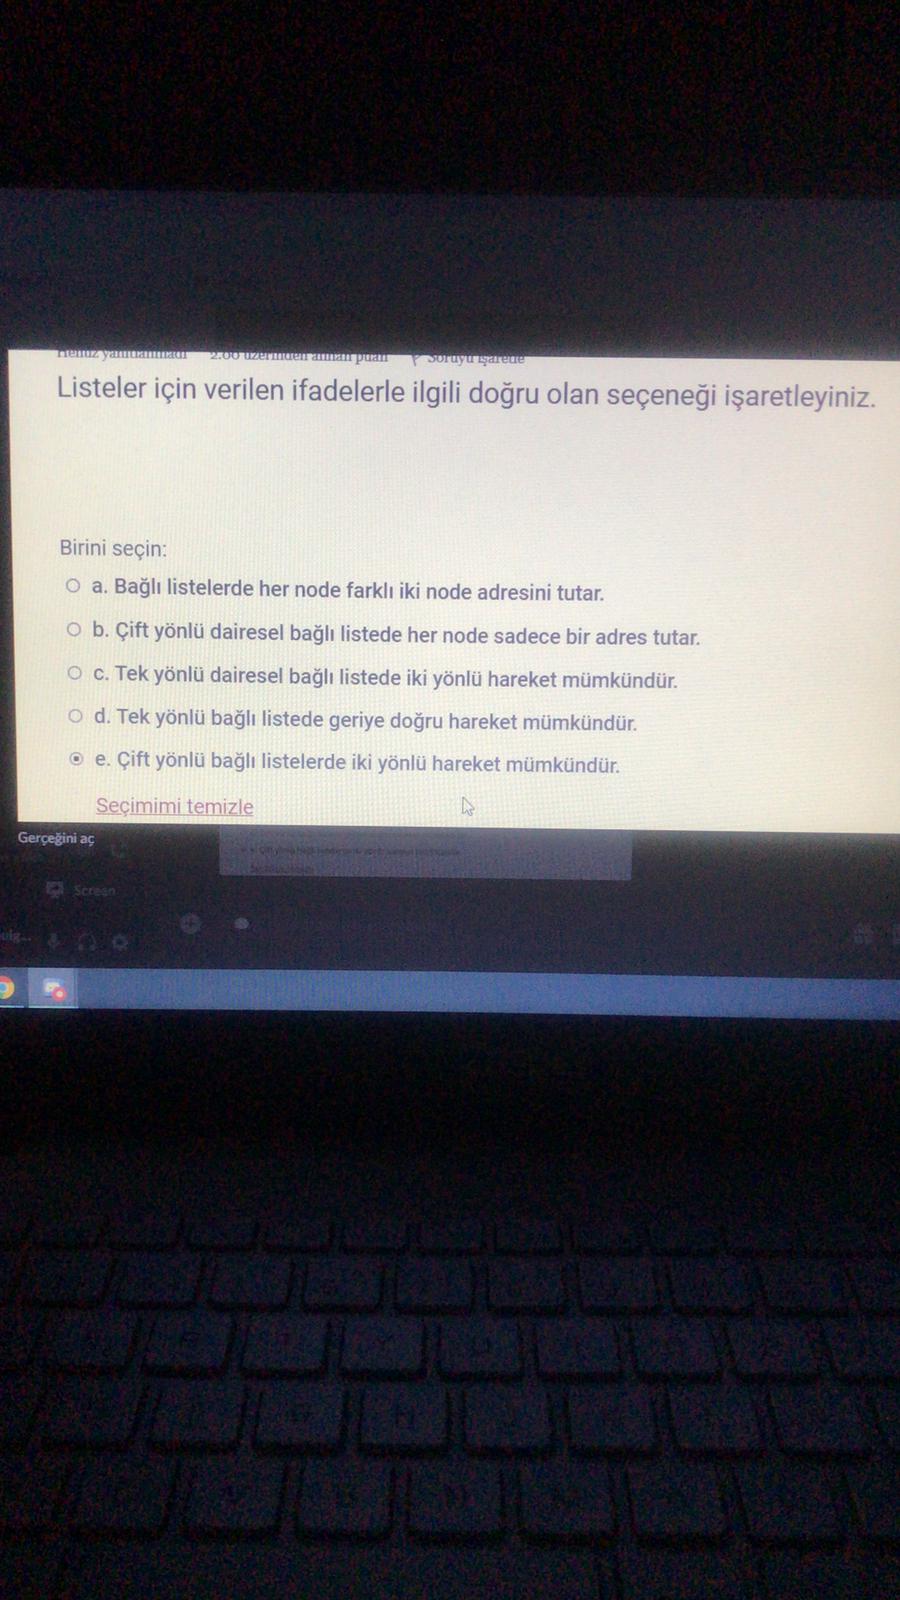 Henüz yanıtlanmadı 2.00 üzerinden alınan puan Soruyu işaretle
Listeler için verilen ifadelerle ilgili doğru olan seçeneği işaretleyiniz.
Birini seçin:
a. Bağlı listelerde her node farklı iki node adresini tutar.
b. Çift yönlü dairesel bağlı listede her node sadece bir adres tutar.
c. Tek yönlü dairesel bağlı listede iki yönlü hareket mümkündür.
d. Tek yönlü bağlı listede geriye doğru hareket mümkündür.
e. Çift yönlü bağlı listelerde iki yönlü hareket mümkündür.
Seçimimi temizle
Gerçeğini aç
Screen